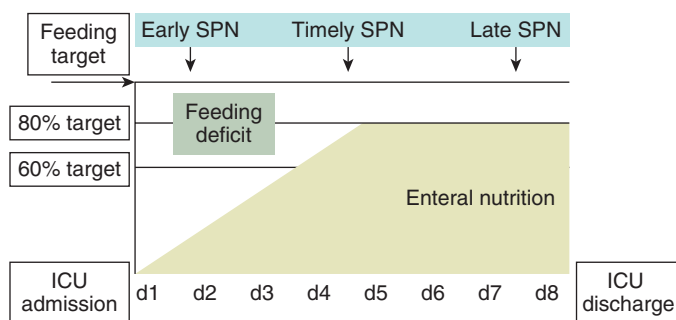 Early SPN Timely SPN Late SPN
Feeding
target
80% target
Feeding
deficit
60% target
Enteral nutrition
ICU
admission
d1 d2 d3 d4 d5 d6 d7 d8
ICU
discharge